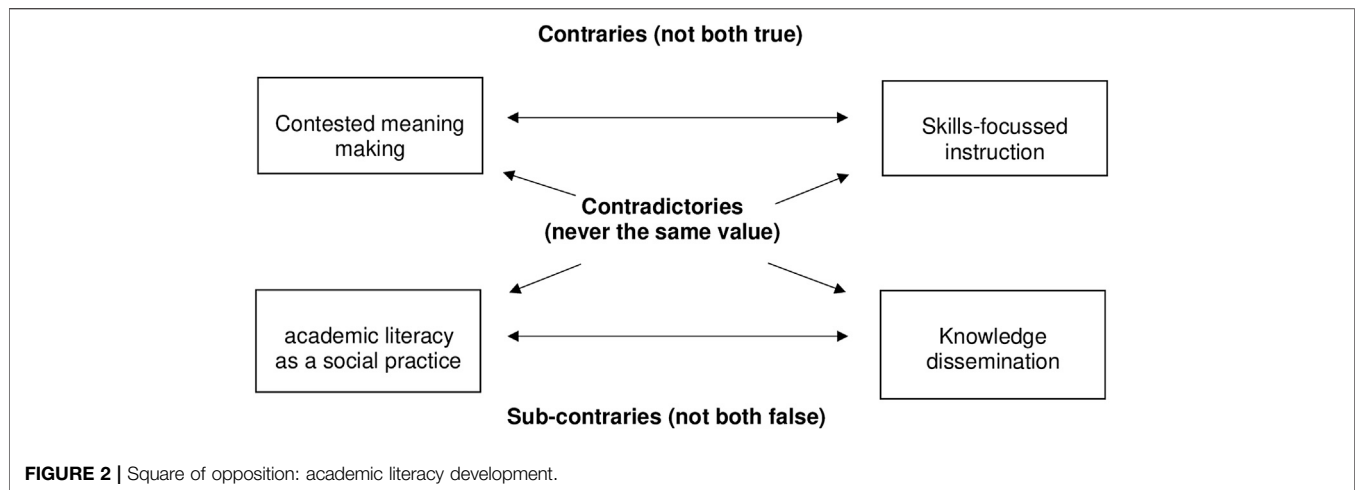 Contraries (not both true)
Contested meaning
making
Skills-focussed
instruction
Contradictories
(never the same value)
academic literacy
as a social practice
Knowledge
dissemination
Sub-contraries (not both false)
FIGURE 2 | Square of opposition: academic literacy development.